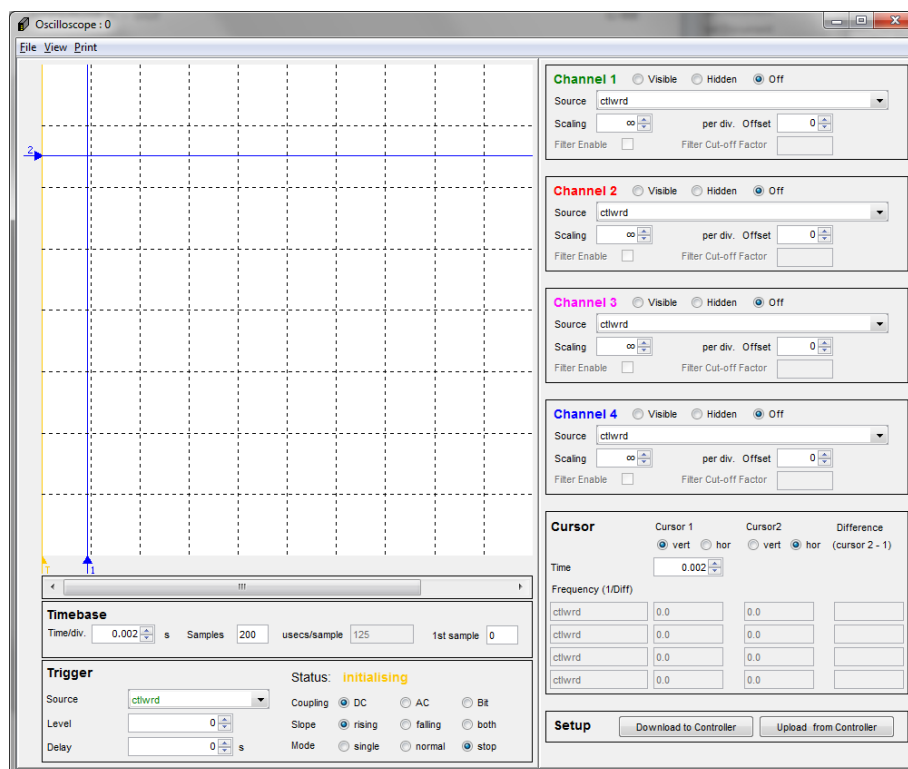 Oscilloscope : 0
File View Print
2
T
1
Timebase
Time/div. 0.002 s Samples 200 usecs/sample 125 1st sample 0
Trigger
Status: initialising
Source ctlwrd
Coupling DC AC Bit
Level 0
Slope rising falling both
Delay 0 s
Mode single normal stop
Channel 1 Visible Hidden Off
Source ctlwrd
Scaling ∞ per div. Offset 0
Filter Enable Filter Cut-off Factor
Channel 2 Visible Hidden Off
Source ctlwrd
Scaling ∞ per div. Offset 0
Filter Enable Filter Cut-off Factor
Channel 3 Visible Hidden Off
Source ctlwrd
Scaling ∞ per div. Offset 0
Filter Enable Filter Cut-off Factor
Channel 4 Visible Hidden Off
Source ctlwrd
Scaling ∞ per div. Offset 0
Filter Enable Filter Cut-off Factor
Cursor Cursor 1 Cursor2 Difference
vert hor vert hor (cursor 2 - 1)
Time 0.002
Frequency (1/Diff)
ctlwrd 0.0 0.0
ctlwrd 0.0 0.0
ctlwrd 0.0 0.0
ctlwrd 0.0 0.0
Setup Download to Controller Upload from Controller